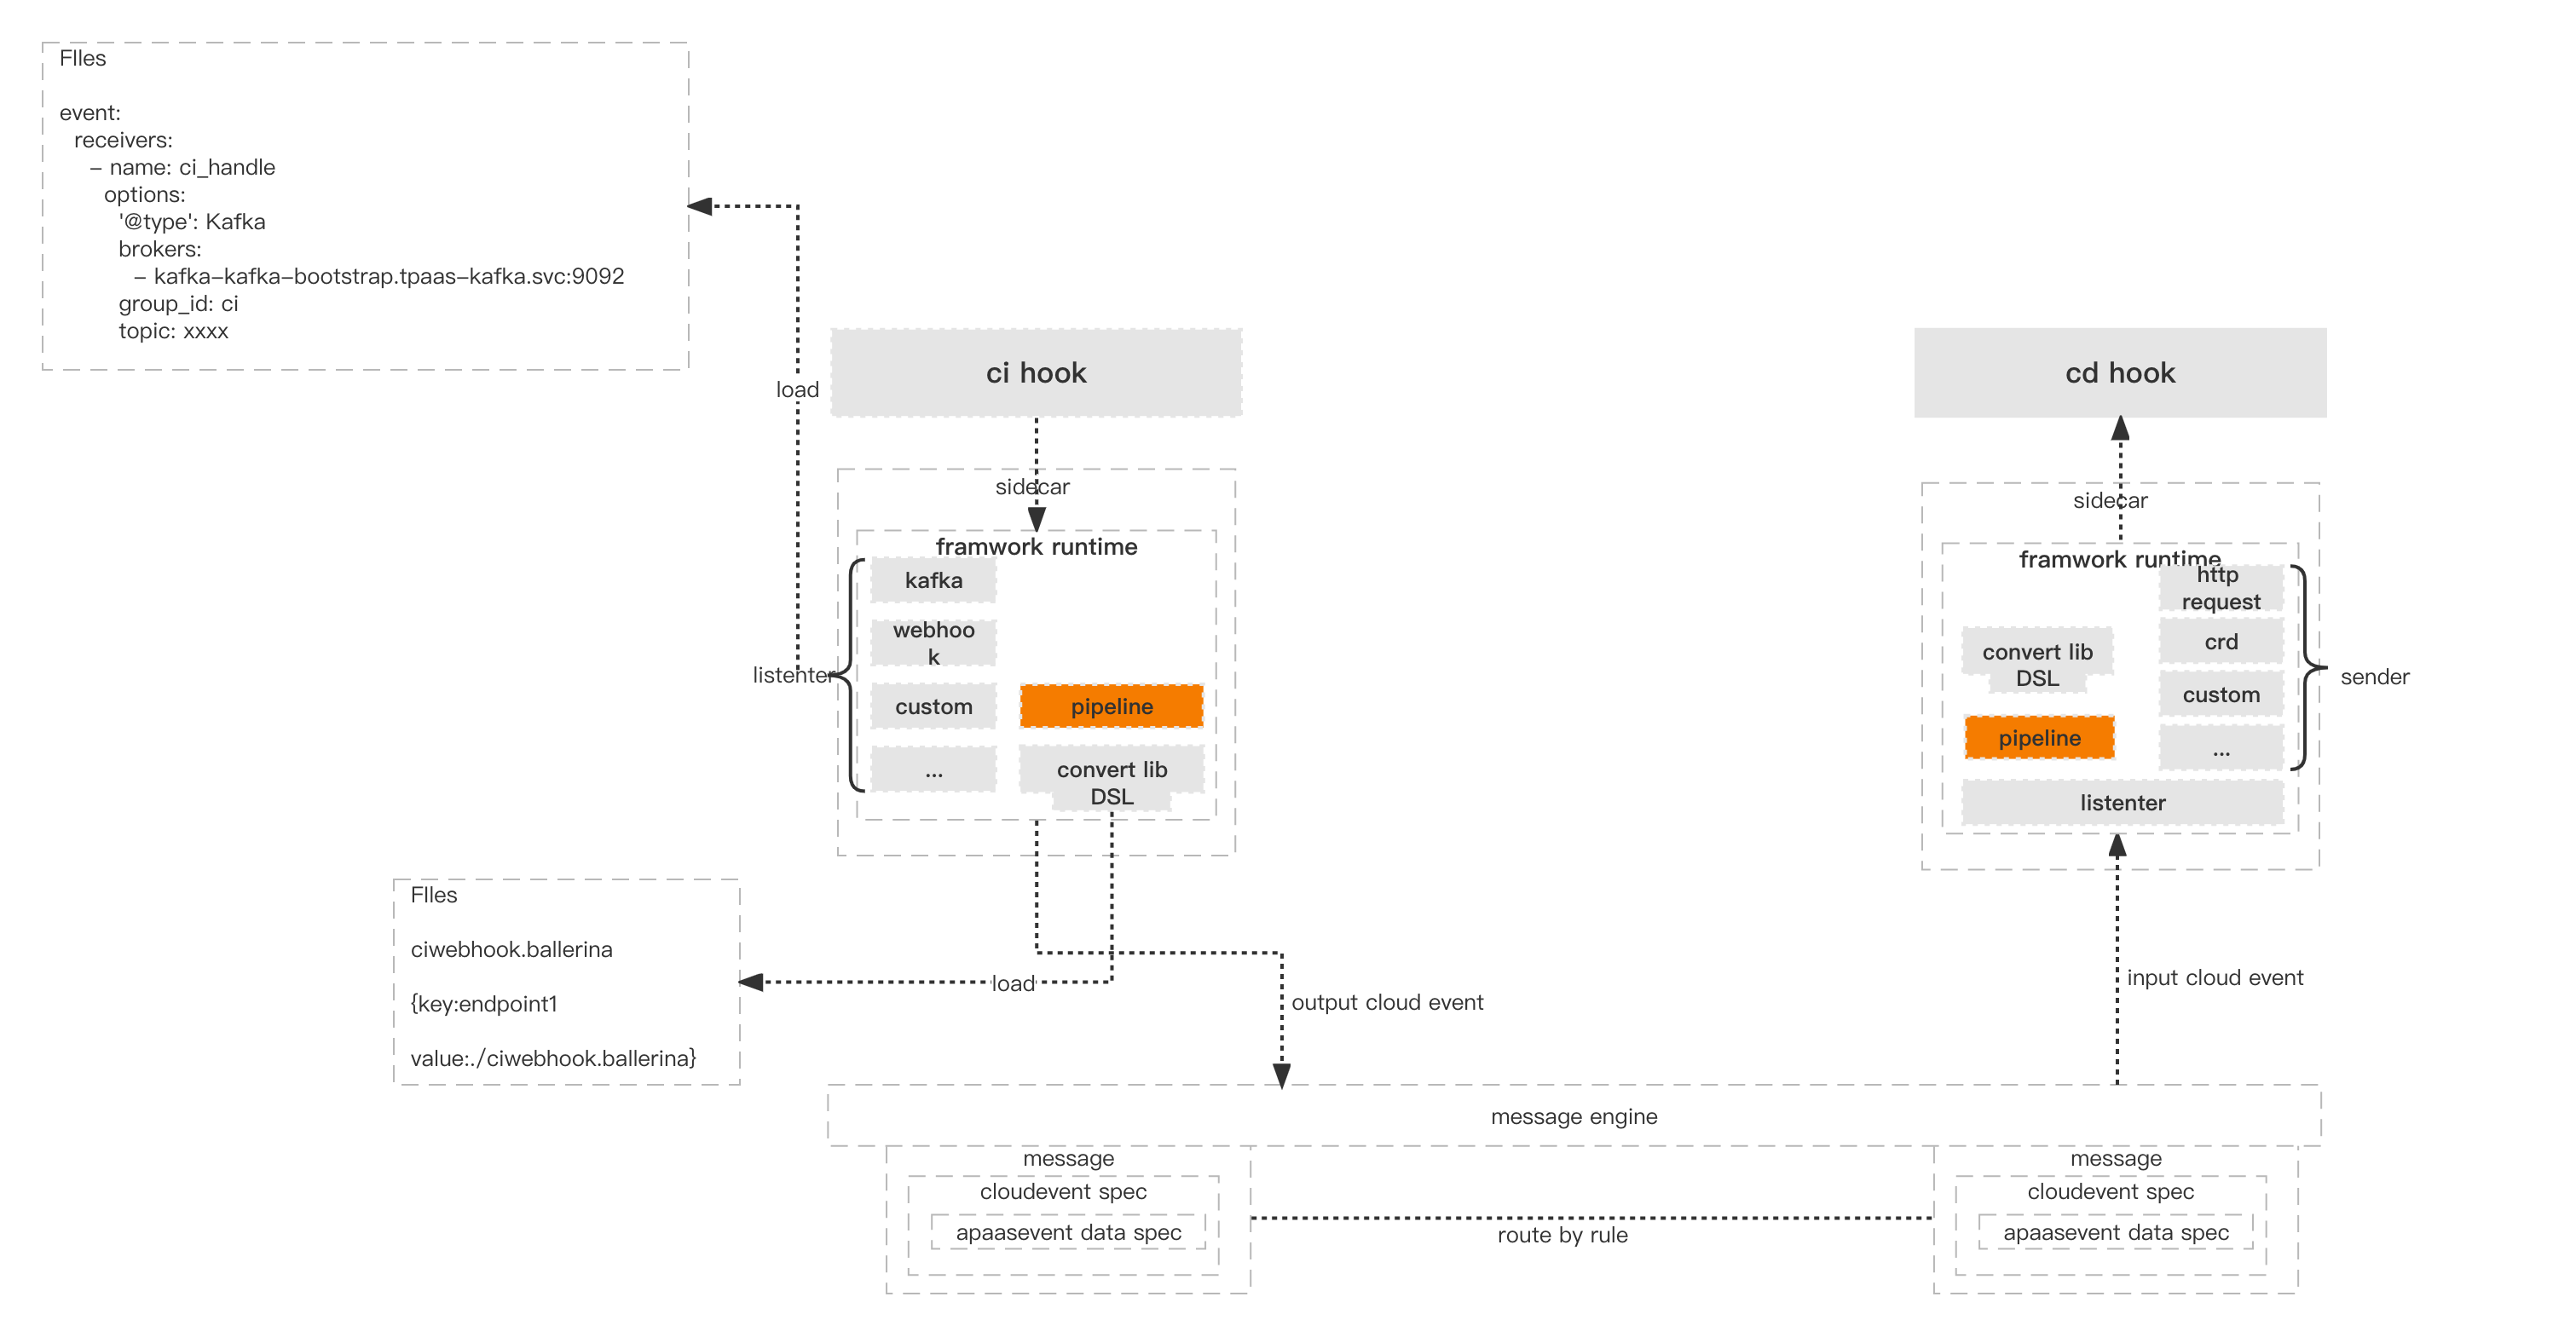 FIles
event:
receivers:
– name: ci_handle
options:
'@type': Kafka
brokers:
– kafka–kafka–bootstrap.tpaas–kafka.svc:9092
group_id: ci
topic: xxxx
load
ci hook
sidecar
framwork runtime
kafka
webhoo
k
custom
...
listenter
pipeline
convert lib
DSL
FIles
ciwebhook.ballerina
{key:endpoint1
value:./ciwebhook.ballerina}
load
output cloud event
cd hook
sidecar
framwork runtime
http
request
crd
custom
...
sender
convert lib
DSL
pipeline
listenter
input cloud event
message engine
message
cloudevent spec
apaasevent data spec
route by rule
message
cloudevent spec
apaasevent data spec